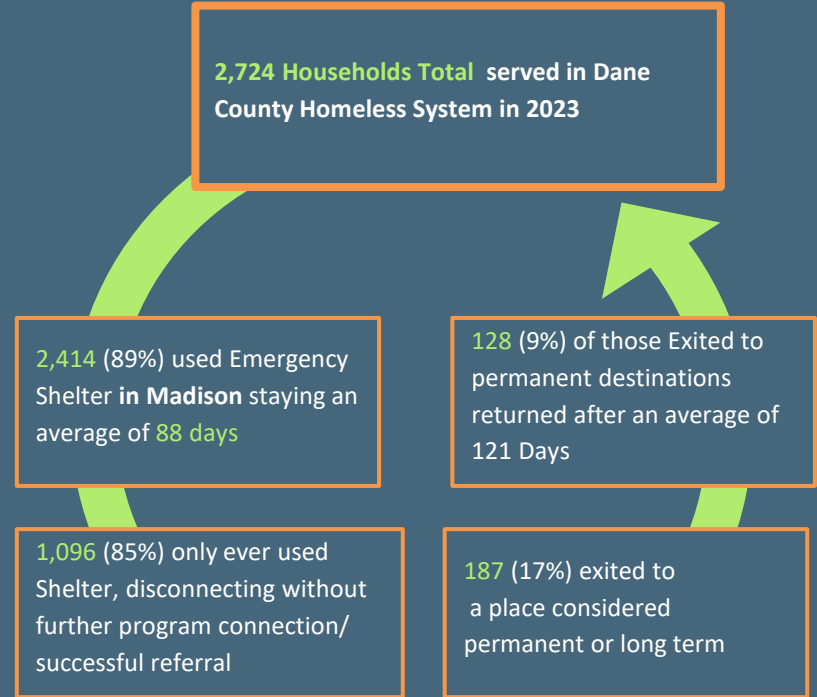 2,724 Households Total served in Dane
County Homeless System in 2023
2,414 (89%) used Emergency
Shelter in Madison staying an
average of 88 days
128 (9%) of those Exited to
permanent destinations
returned after an average of
121 Days
1,096 (85%) only ever used
Shelter, disconnecting without
further program connection/
successful referral
187 (17%) exited to
a place considered
permanent or long term